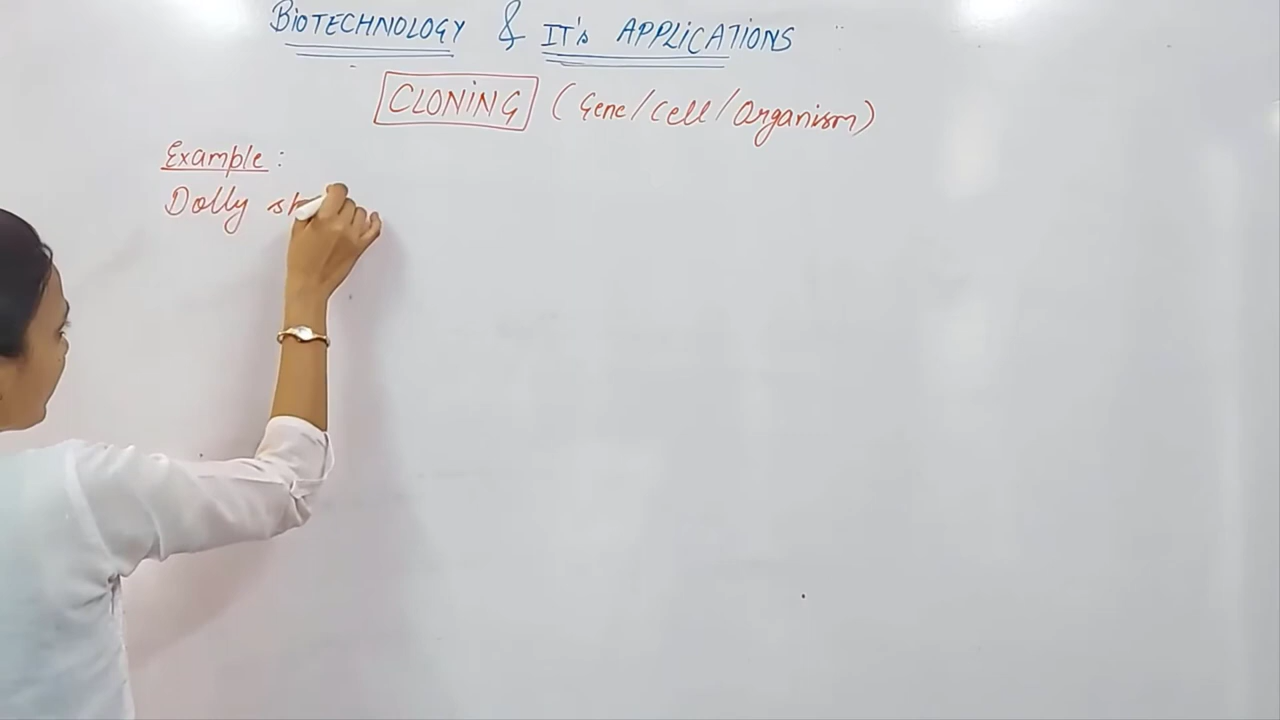 BIOTECHNOLOGY & IT'S APPLICATIONS
CLONING (Gene/Cell/Organism)
Example:
Dolly sh